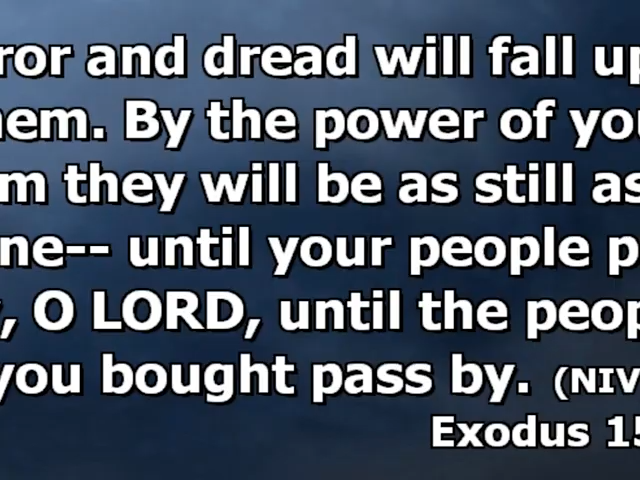 ror and dread will fall up
hem. By the power of you
m they will be as still as
ne-- until your people p
, O LORD, until the peop
you bought pass by. (NIV
Exodus 15